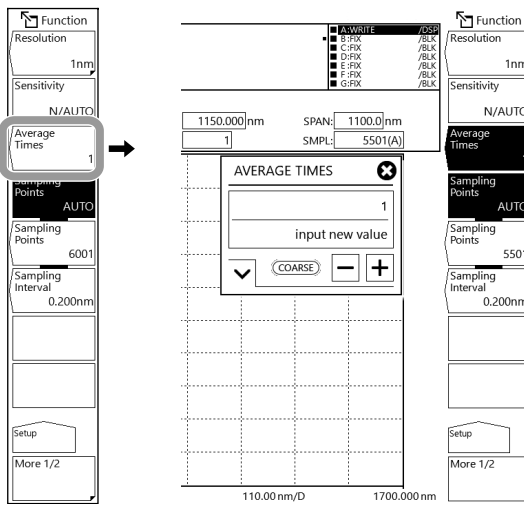 Function
Resolution
1nm
Sensitivity
N/AUTO
Average
Times
1
Sampling
Points
AUTO
Sampling
Points
6001
Sampling
Interval
0.200nm
Setup
More 1/2
A:WRITE /DSP
B:FIX /BLK
C:FIX /BLK
D:FIX /BLK
E:FIX /BLK
F:FIX /BLK
G:FIX /BLK
1150.000 nm SPAN: 1100.0 nm
1 SMPL: 5501(A)
AVERAGE TIMES
1
input new value
COARSE
110.00 nm/D 1700.000 nm
Function
Resolution
1nm
Sensitivity
N/AUTO
Average
Times
Sampling
Points
AUTO
Sampling
Points
5501
Sampling
Interval
0.200nm
Setup
More 1/2